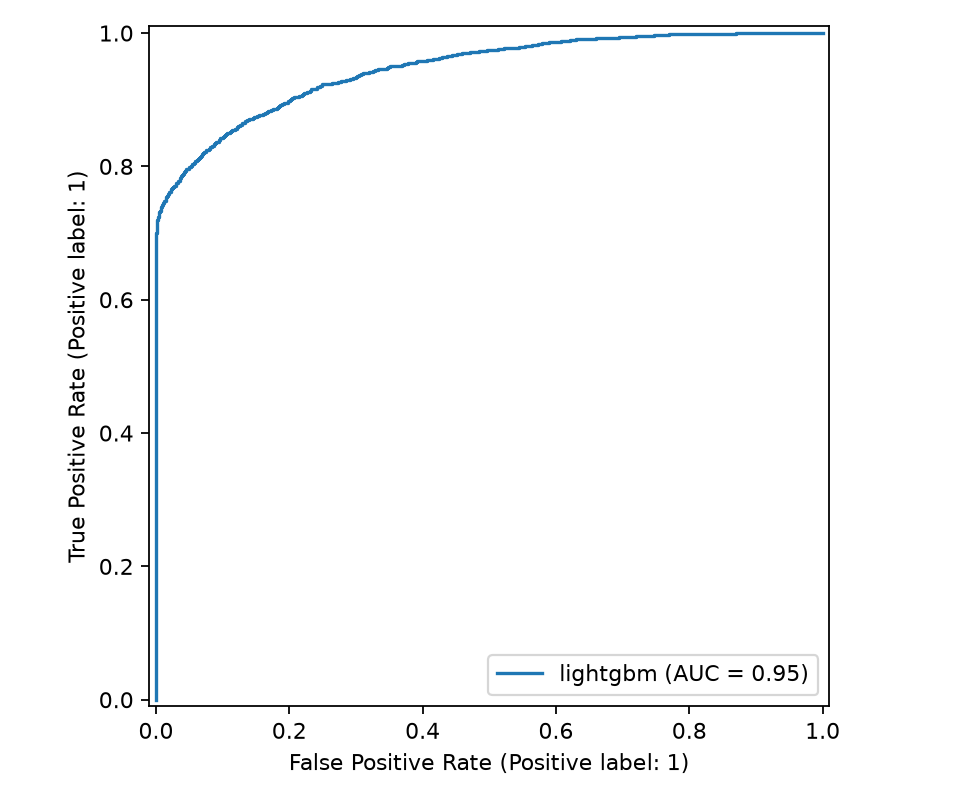 1.0
0.8
0.6
0.4
0.2
0.0
True Positive Rate (Positive label: 1)
0.0 0.2 0.4 0.6 0.8 1.0
False Positive Rate (Positive label: 1)
lightgbm (AUC = 0.95)